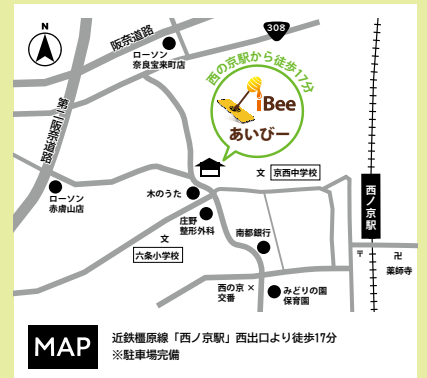 N
阪奈道路
308
ローソン
奈良宝来町店
西の京駅から徒歩17分
iBee
あいびー
第二阪奈道路
文 京西中学校
ローソン
赤膚山店
木のうた
西ノ京駅
庄野
整形外科
南都銀行
文
六条小学校
〒
卍
薬師寺
西の京 ×
交番
みどりの園
保育園
MAP
近鉄橿原線「西ノ京駅」西出口より徒歩17分
※駐車場完備